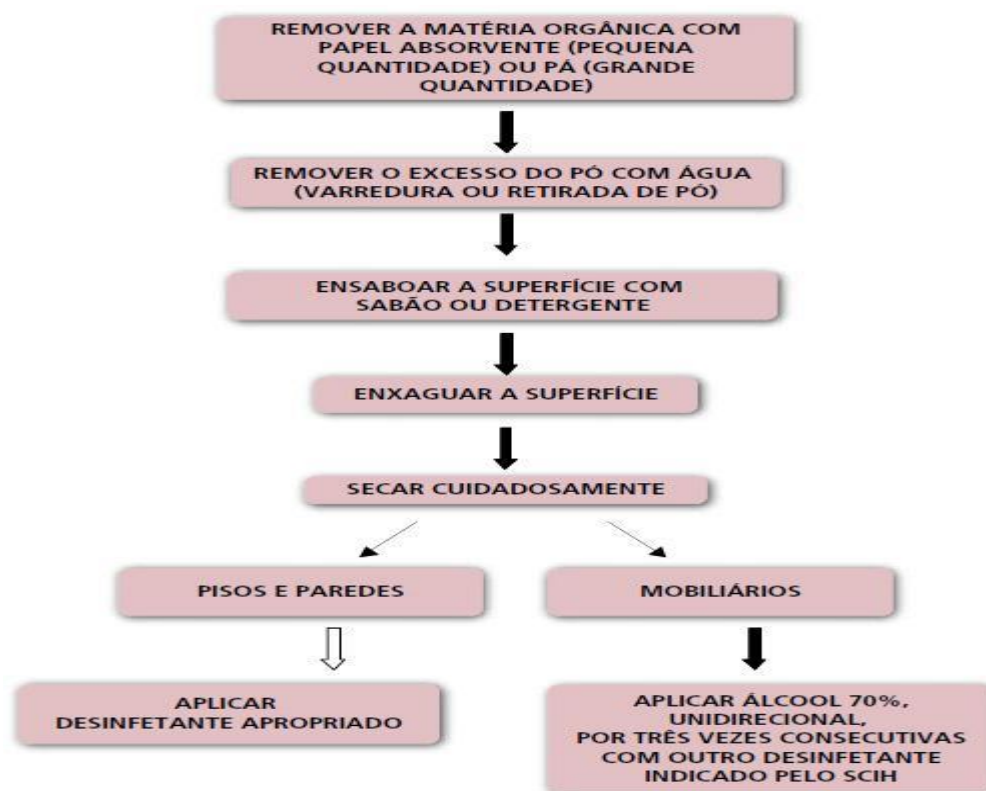 REMOVER A MATÉRIA ORGÂNICA COM
PAPEL ABSORVENTE (PEQUENA
QUANTIDADE) OU PÁ (GRANDE
QUANTIDADE)
REMOVER O EXCESSO DO PÓ COM ÁGUA
(VARREDURA OU RETIRADA DE PÓ)
ENSABOAR A SUPERFÍCIE COM
SABÃO OU DETERGENTE
ENXAGUAR A SUPERFÍCIE
SECAR CUIDADOSAMENTE
PISOS E PAREDES
MOBILIÁRIOS
APLICAR
DESINFETANTE APROPRIADO
APLICAR ÁLCOOL 70%,
UNIDIRECIONAL,
POR TRÊS VEZES CONSECUTIVAS
COM OUTRO DESINFETANTE
INDICADO PELO SCIH